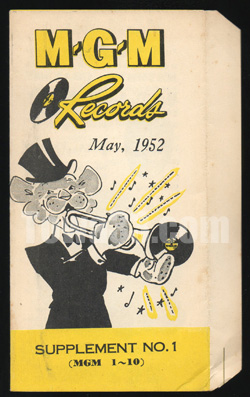 M-G-M
Records
May, 1952
SUPPLEMENT NO. 1
(MGM 1~10)